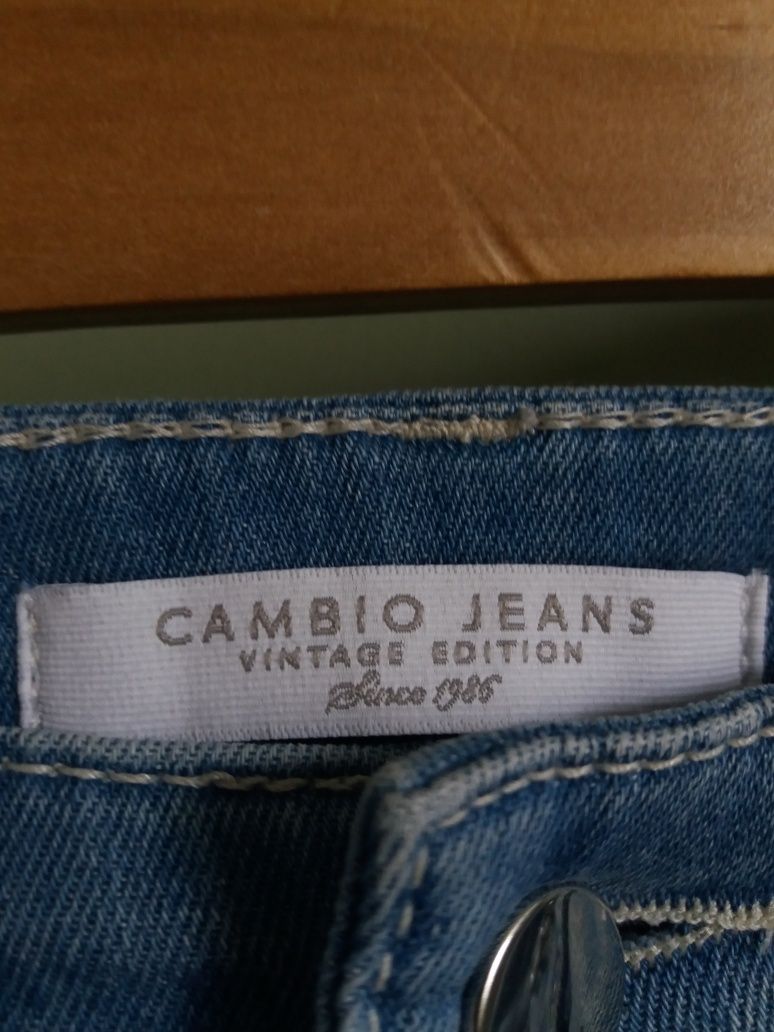 CAMBIO JEANS
VINTAGE EDITION
Since 1986